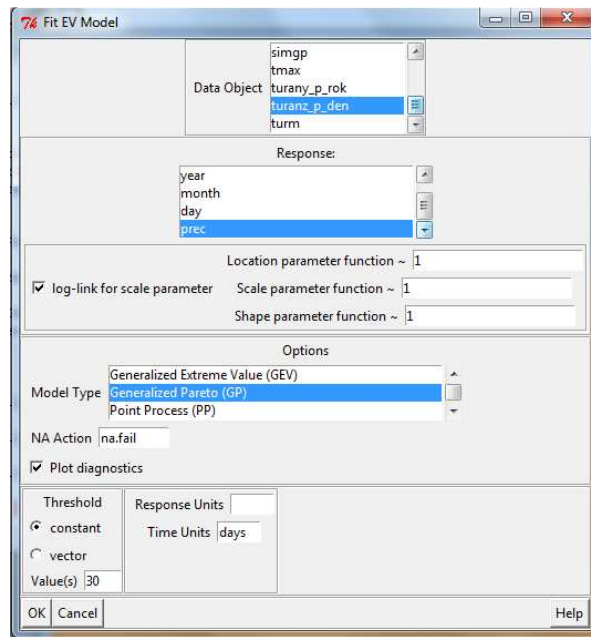 Fit EV Model
simgp
tmax
Data Object turany_p_rok
turanz_p_den
turm
Response:
year
month
day
prec
Location parameter function ~ 1
log-link for scale parameter Scale parameter function ~ 1
Shape parameter function ~ 1
Options
Generalized Extreme Value (GEV)
Model Type Generalized Pareto (GP)
Point Process (PP)
NA Action na.fail
Plot diagnostics
Threshold Response Units
constant Time Units days
vector
Value(s) 30
OK Cancel Help